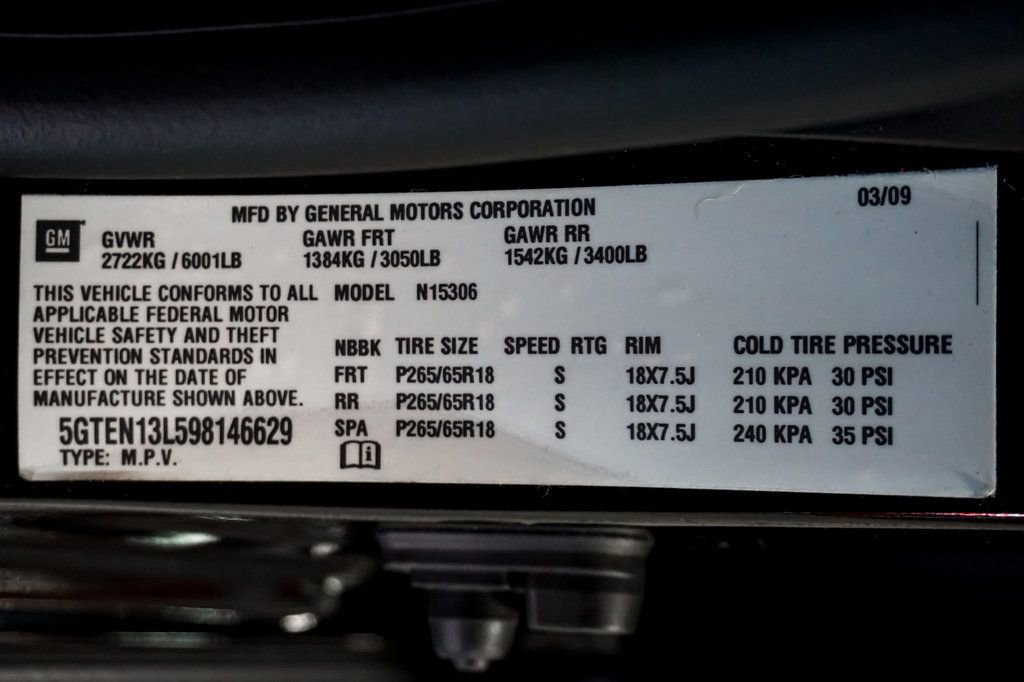 MFD BY GENERAL MOTORS CORPORATION 03/09
GM
GVWR GAWR FRT GAWR RR
2722KG / 6001LB 1384KG / 3050LB 1542KG / 3400LB
THIS VEHICLE CONFORMS TO ALL
APPLICABLE FEDERAL MOTOR
VEHICLE SAFETY AND THEFT
PREVENTION STANDARDS IN
EFFECT ON THE DATE OF
MANUFACTURE SHOWN ABOVE.
5GTEN13L598146629
TYPE: M.P.V.
MODEL N15306
NBBK TIRE SIZE SPEED RTG RIM COLD TIRE PRESSURE
FRT P265/65R18 S 18X7.5J 210 KPA 30 PSI
RR P265/65R18 S 18X7.5J 210 KPA 30 PSI
SPA P265/65R18 S 18X7.5J 240 KPA 35 PSI